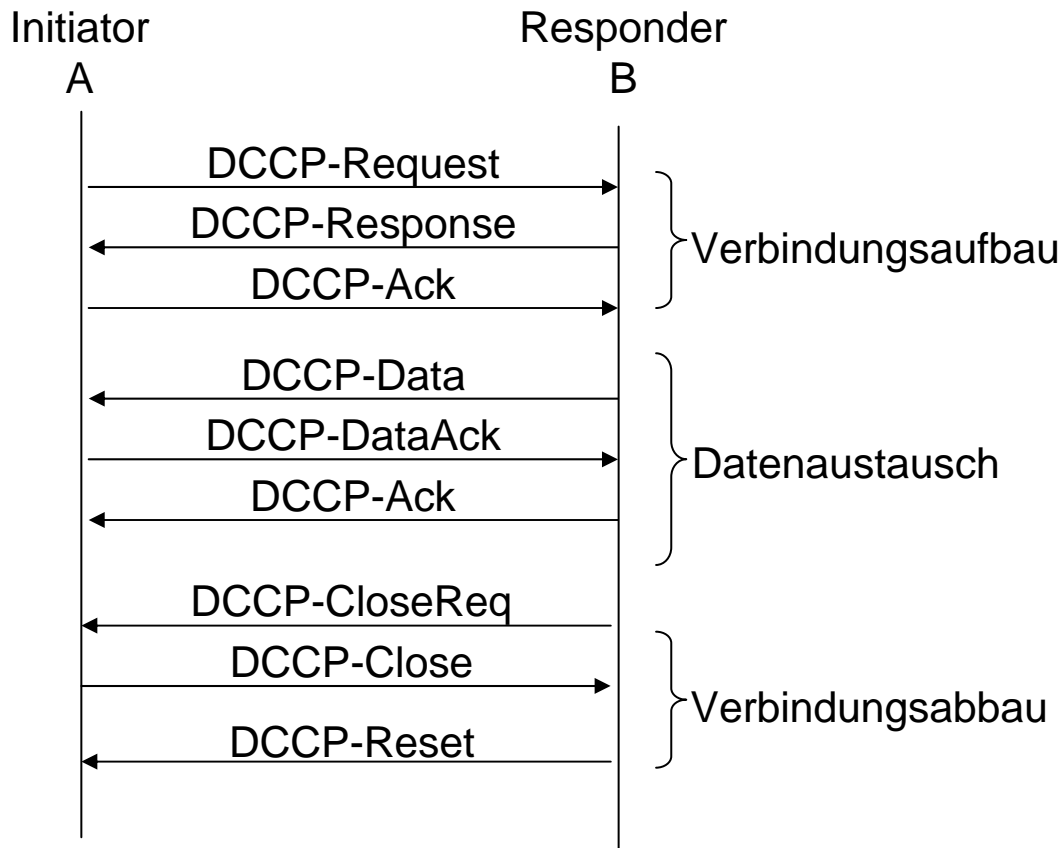 Initiator
Responder
A
B
DCCP-Request
DCCP-Response
Verbindungsaufbau
DCCP-Ack
DCCP-Data
DCCP-DataAck
Datenaustausch
DCCP-Ack
DCCP-CloseReq
DCCP-Close
Verbindungsabbau
DCCP-Reset